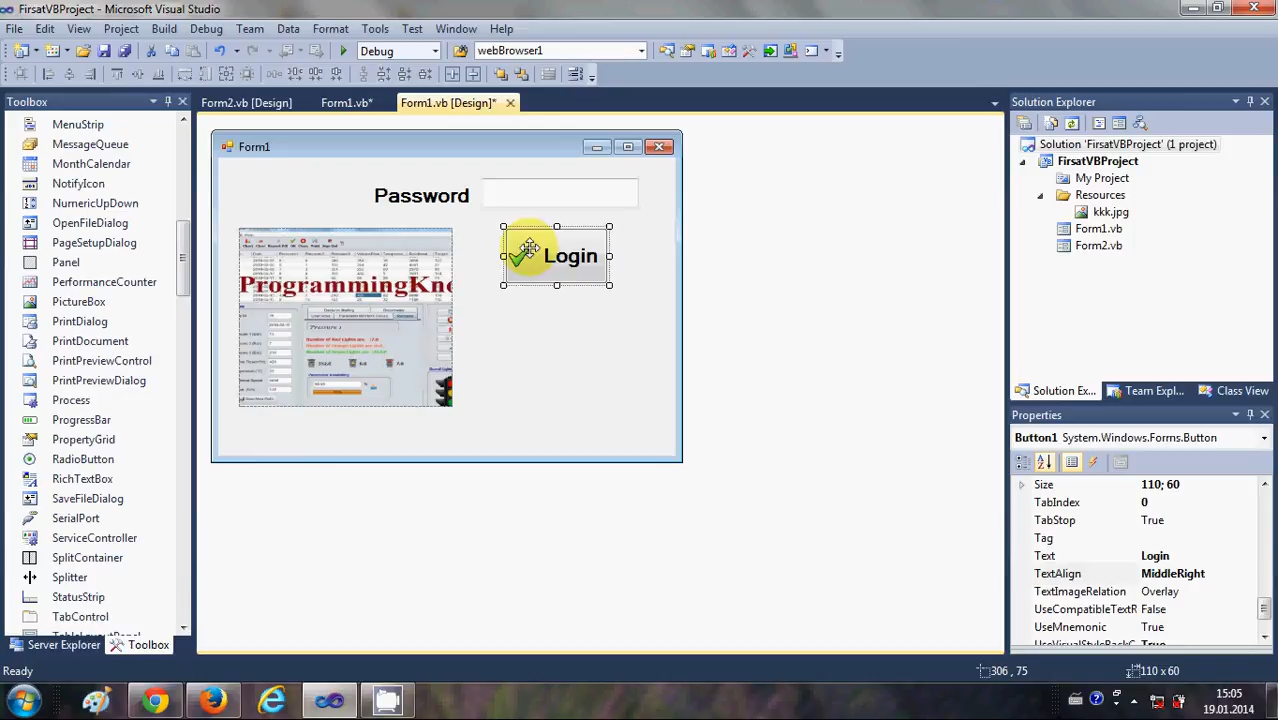 FirsatVBProject - Microsoft Visual Studio
File Edit View Project Build Debug Team Data Format Tools Test Window Help
Debug webBrowser1
Toolbox
Form2.vb [Design] Form1.vb* Form1.vb [Design]*
MenuStrip
MessageQueue
MonthCalendar
NotifyIcon
NumericUpDown
OpenFileDialog
PageSetupDialog
Panel
PerformanceCounter
PictureBox
PrintDialog
PrintDocument
PrintPreviewControl
PrintPreviewDialog
Process
ProgressBar
PropertyGrid
RadioButton
RichTextBox
SaveFileDialog
SerialPort
ServiceController
SplitContainer
Splitter
StatusStrip
TabControl
Server Explorer Toolbox
Form1
Password
Login
ProgrammingKno
Solution Explorer
Solution 'FirsatVBProject' (1 project)
FirsatVBProject
My Project
Resources
kkk.jpg
Form1.vb
Form2.vb
Solution Ex... Team Expl... Class View
Properties
Button1 System.Windows.Forms.Button
Size 110; 60
TabIndex 0
TabStop True
Tag
Text Login
TextAlign MiddleRight
TextImageRelation Overlay
UseCompatibleTextR False
UseMnemonic True
Ready 306 , 75 110 x 60
15:05
19.01.2014